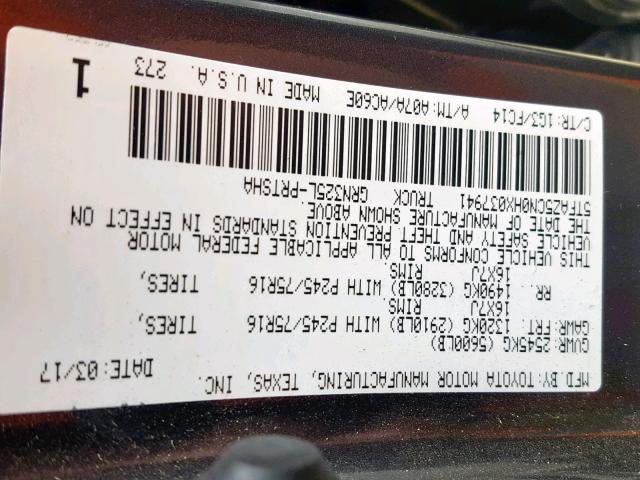 MFD.BY:TOYOTA MOTOR MANUFACTURING, TEXAS, INC.
GVWR:2545KG(5600LB) DATE:03/17
GAWR:FRT. 1320KG (2910LB) WITH P245/75R16 TIRES,
16X7J RIMS
RR. 1490KG (3280LB) WITH P245/75R16 TIRES,
16X7J RIMS
THIS VEHICLE CONFORMS TO ALL APPLICABLE FEDERAL MOTOR
VEHICLE SAFETY AND THEFT PREVENTION STANDARDS IN EFFECT ON
THE DATE OF MANUFACTURE SHOWN ABOVE.
5TFAZ5CN0HX037941 TRUCK GRN325L-PRTSHA
C/TR:1G3/FC14 A/TM:A07A/AC60E MADE IN U.S.A. 273 1